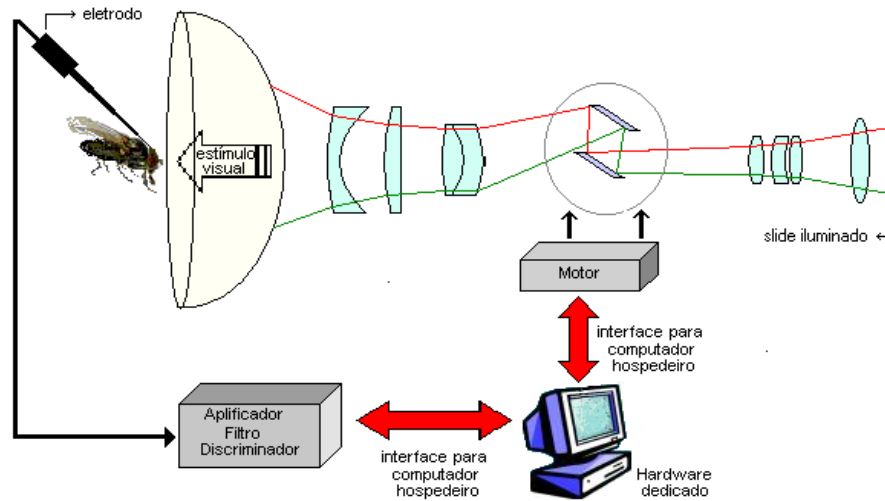 → eletrodo
estímulo
visual
slide iluminado ←
Motor
interface para
computador
hospedeiro
Aplificador
Filtro
Discriminador
interface para
computador
hospedeiro
Hardware
dedicado